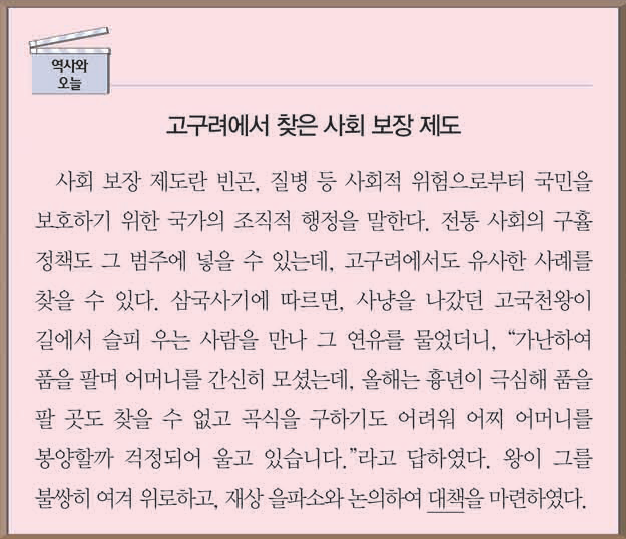 역사와
오늘
고구려에서 찾은 사회 보장 제도
사회 보장 제도란 빈곤, 질병 등 사회적 위험으로부터 국민을
보호하기 위한 국가의 조직적 행정을 말한다. 전통 사회의 구휼
정책도 그 범주에 넣을 수 있는데, 고구려에서도 유사한 사례를
찾을 수 있다. 삼국사기에 따르면, 사냥을 나갔던 고국천왕이
길에서 슬피 우는 사람을 만나 그 연유를 물었더니, “가난하여
품을 팔며 어머니를 간신히 모셨는데, 올해는 흉년이 극심해 품을
팔 곳도 찾을 수 없고 곡식을 구하기도 어려워 어찌 어머니를
봉양할까 걱정되어 울고 있습니다.”라고 답하였다. 왕이 그를
불쌍히 여겨 위로하고, 재상 을파소와 논의하여 대책을 마련하였다.